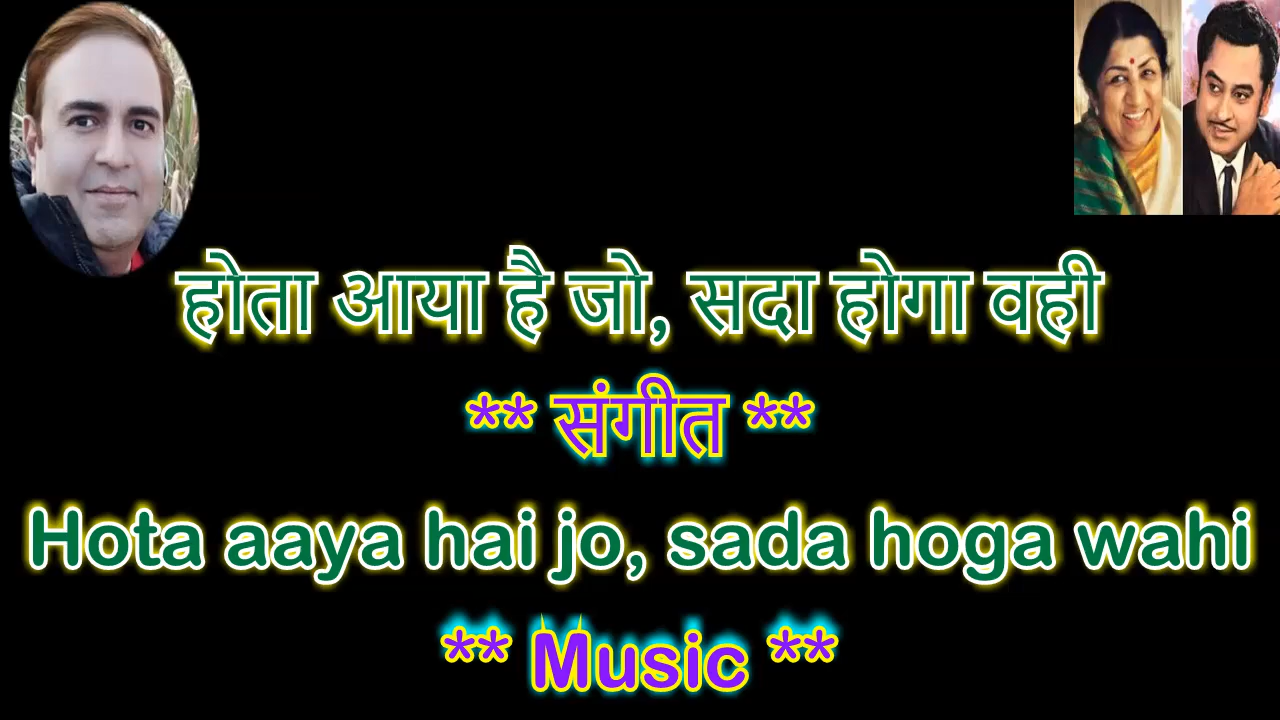 होता आया है जो, सदा होगा वही
** संगीत **
Hota aaya hai jo, sada hoga wahi
** Music **